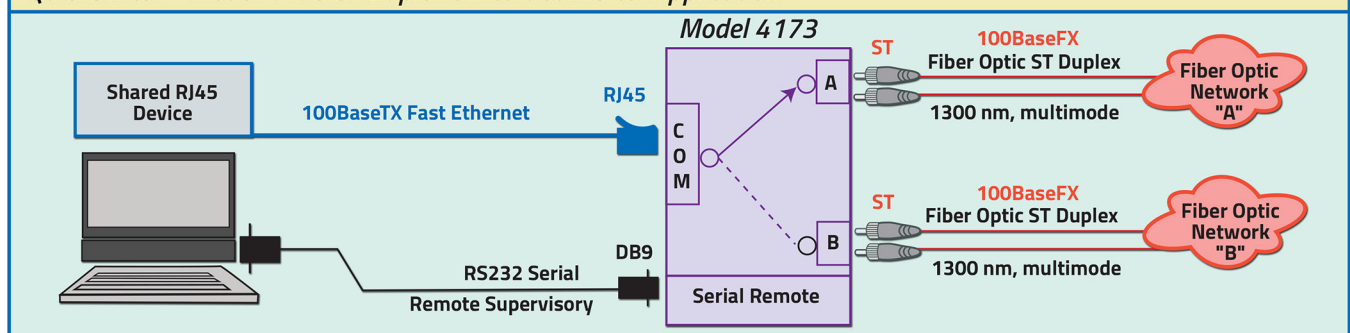 Model 4173
Shared RJ45
Device
100BaseTX Fast Ethernet
RJ45
COM
A
B
ST
100BaseFX
Fiber Optic ST Duplex
1300 nm, multimode
Fiber Optic
Network
"A"
ST
100BaseFX
Fiber Optic ST Duplex
1300 nm, multimode
Fiber Optic
Network
"B"
DB9
RS232 Serial
Remote Supervisory
Serial Remote